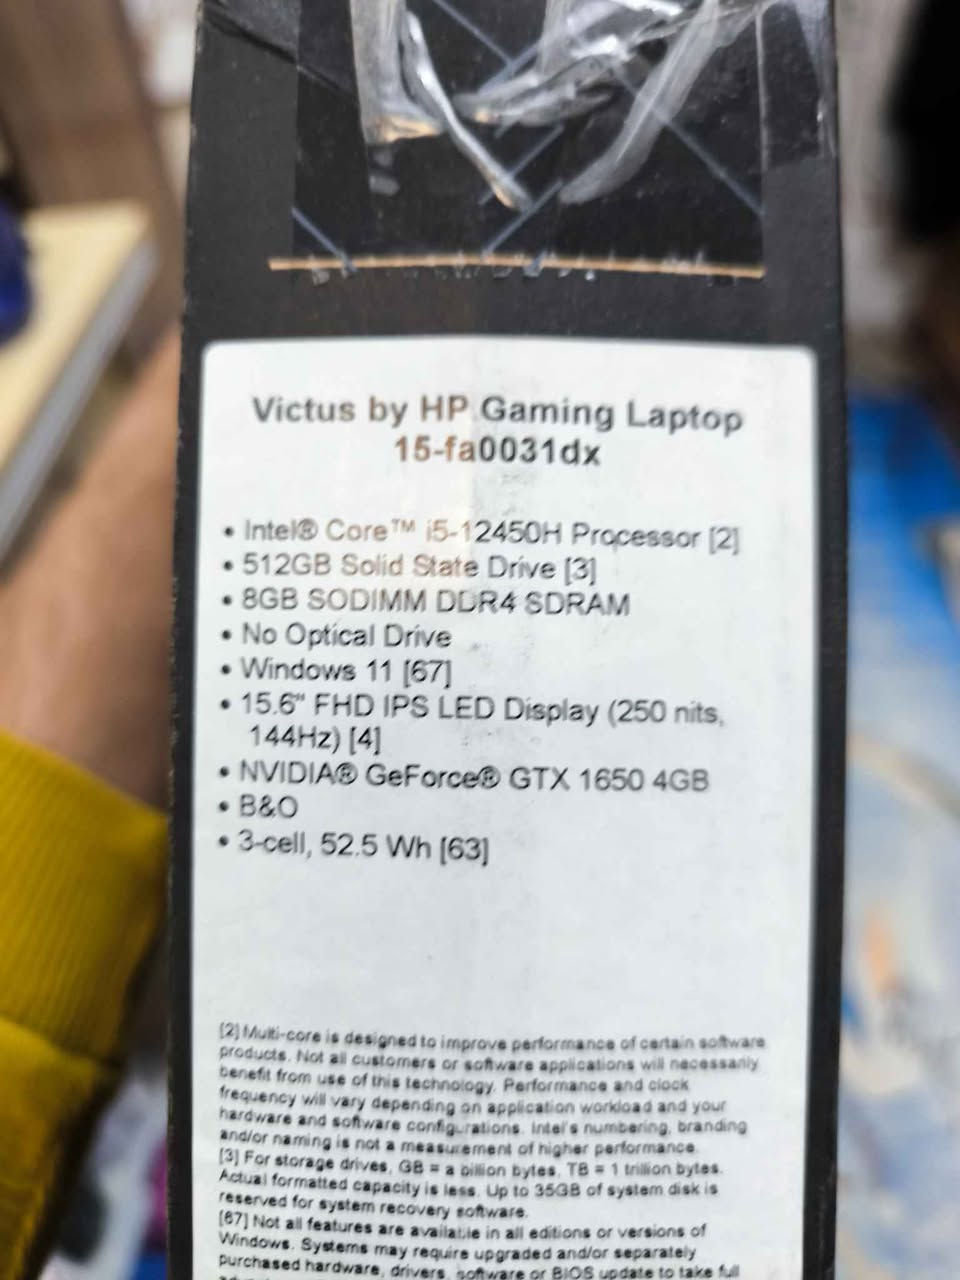 Victus by HP Gaming Laptop
15-fa0031dx
• Intel® Core™ i5-12450H Processor [2]
• 512GB Solid State Drive [3]
• 8GB SODIMM DDR4 SDRAM
• No Optical Drive
• Windows 11 [67]
• 15.6" FHD IPS LED Display (250 nits,
144Hz) [4]
• NVIDIA® GeForce® GTX 1650 4GB
• B&O
• 3-cell, 52.5 Wh [63]
[2] Multi-core is designed to improve performance of certain software
products. Not all customers or software applications will necessarily
benefit from use of this technology. Performance and clock
frequency will vary depending on application workload and your
hardware and software configurations. Intel's numbering, branding
and/or naming is not a measurement of higher performance.
[3] For storage drives, GB = a billion bytes. TB = 1 trillion bytes.
Actual formatted capacity is less. Up to 35GB of system disk is
reserved for system recovery software.
[67] Not all features are available in all editions or versions of
Windows. Systems may require upgraded and/or separately
purchased hardware, drivers, software or BIOS update to take full